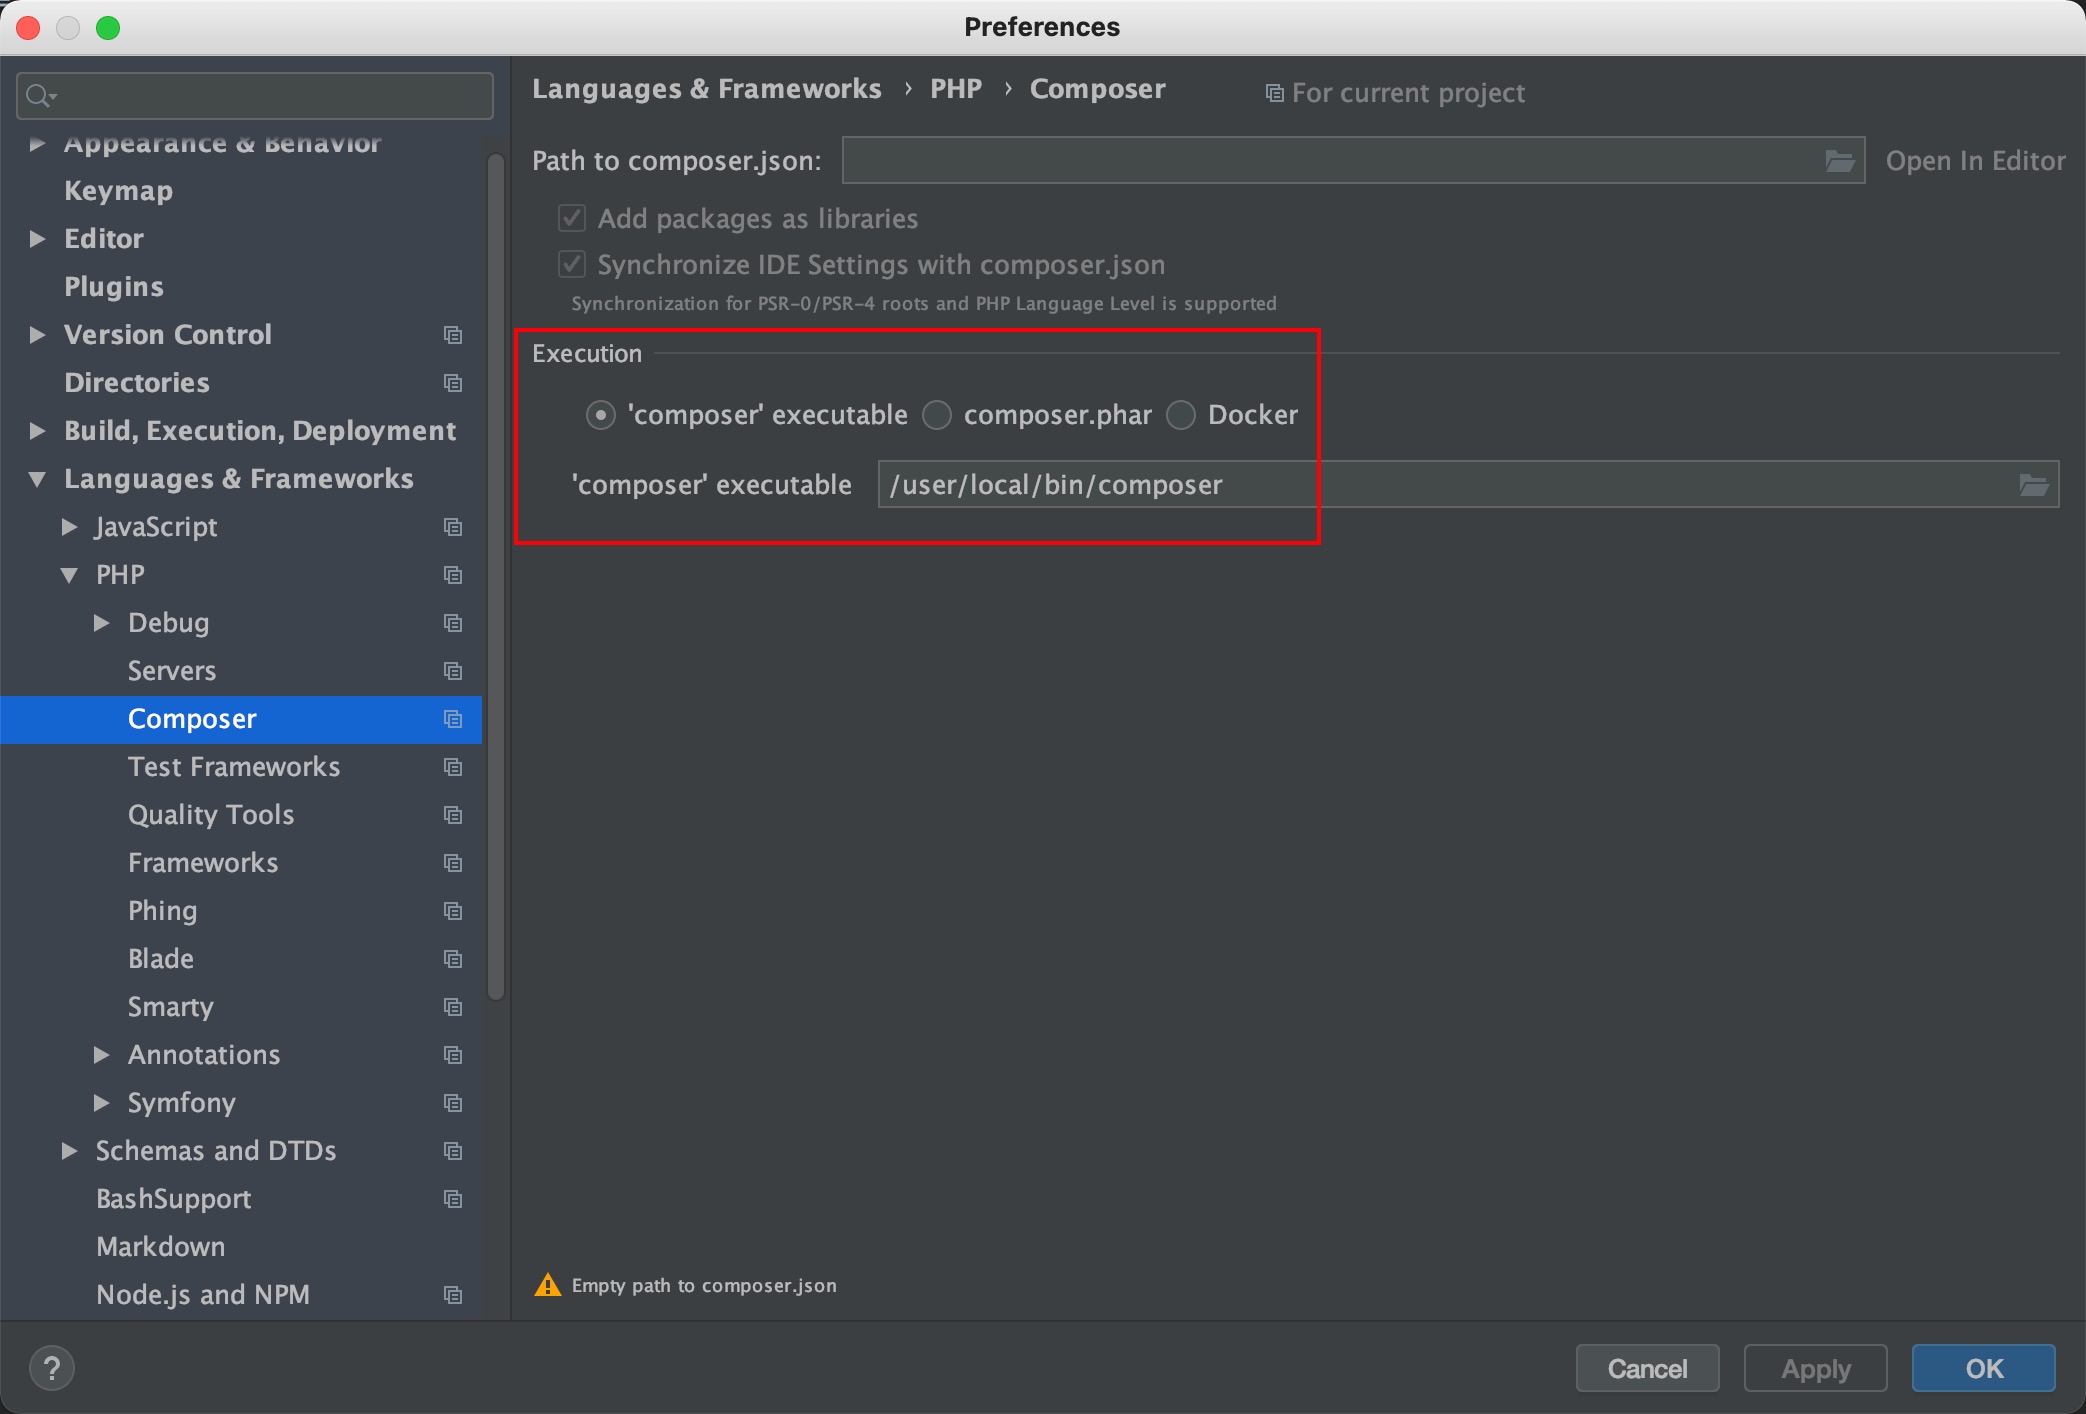 Preferences
Appearance & Behavior
Keymap
Editor
Plugins
Version Control
Directories
Build, Execution, Deployment
Languages & Frameworks
JavaScript
PHP
Debug
Servers
Composer
Test Frameworks
Quality Tools
Frameworks
Phing
Blade
Smarty
Annotations
Symfony
Schemas and DTDs
BashSupport
Markdown
Node.js and NPM
Languages & Frameworks › PHP › Composer For current project
Path to composer.json: Open In Editor
Add packages as libraries
Synchronize IDE Settings with composer.json
Synchronization for PSR-0/PSR-4 roots and PHP Language Level is supported
Execution
'composer' executable composer.phar Docker
'composer' executable /user/local/bin/composer
Empty path to composer.json
? Cancel Apply OK